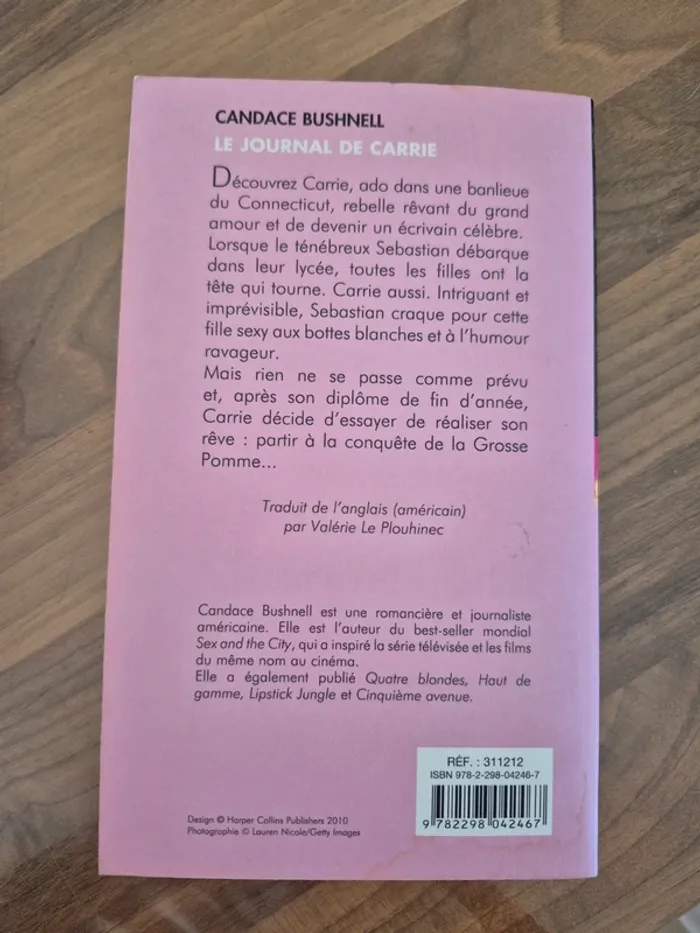 CANDACE BUSHNELL
LE JOURNAL DE CARRIE
Découvrez Carrie, ado dans une banlieue
du Connecticut, rebelle rêvant du grand
amour et de devenir un écrivain célèbre.
Lorsque le ténébreux Sebastian débarque
dans leur lycée, toutes les filles ont la
tête qui tourne. Carrie aussi. Intriguant et
imprévisible, Sebastian craque pour cette
fille sexy aux bottes blanches et à l'humour
ravageur.
Mais rien ne se passe comme prévu
et, après son diplôme de fin d'année,
Carrie décide d'essayer de réaliser son
rêve : partir à la conquête de la Grosse
Pomme...
Traduit de l'anglais (américain)
par Valérie Le Plouhinec
Candace Bushnell est une romancière et journaliste
américaine. Elle est l'auteur du best-seller mondial
Sex and the City, qui a inspiré la série télévisée et les films
du même nom au cinéma.
Elle a également publié Quatre blondes, Haut de
gamme, Lipstick Jungle et Cinquième avenue.
RÉF. : 311212
ISBN 978-2-298-04246-7
9 782298 042467
Design © Harper Collins Publishers 2010
Photographie © Lauren Nicole/Getty Images